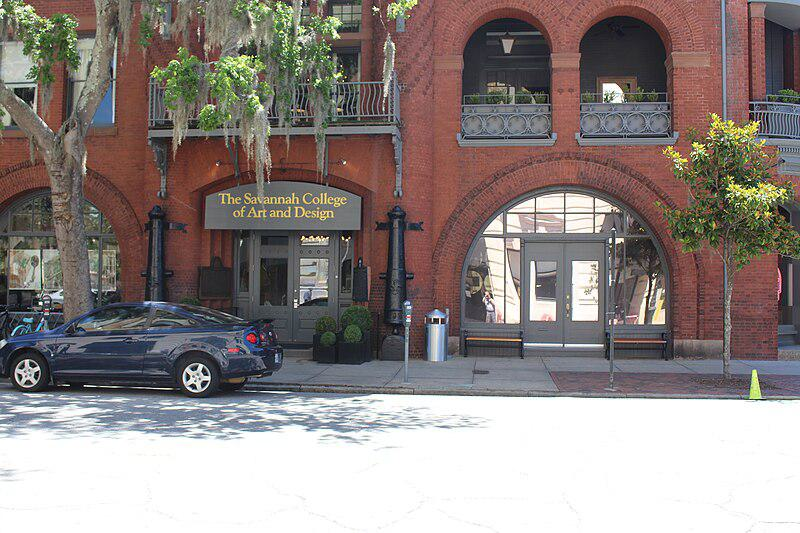 The Savannah College
of Art and Design